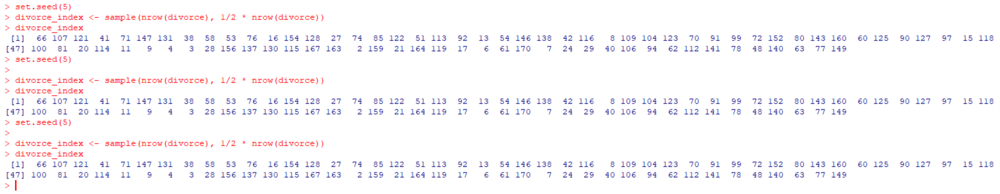 > set.seed(5)
> divorce_index <- sample(nrow(divorce), 1/2 * nrow(divorce))
> divorce_index
[1] 66 107 121 41 71 147 131 38 58 53 76 16 154 128 27 74 85 122 51 113 92 13 54 146 138 42 116 8 109 104 123 70 91 99 72 152 80 143 160 60 125 90 127 97 15 118
[47] 100 81 20 114 11 9 4 3 28 156 137 130 115 167 163 2 159 21 164 119 17 6 61 170 7 24 29 40 106 94 62 112 141 78 48 140 63 77 149
> set.seed(5)
>
> divorce_index <- sample(nrow(divorce), 1/2 * nrow(divorce))
> divorce_index
[1] 66 107 121 41 71 147 131 38 58 53 76 16 154 128 27 74 85 122 51 113 92 13 54 146 138 42 116 8 109 104 123 70 91 99 72 152 80 143 160 60 125 90 127 97 15 118
[47] 100 81 20 114 11 9 4 3 28 156 137 130 115 167 163 2 159 21 164 119 17 6 61 170 7 24 29 40 106 94 62 112 141 78 48 140 63 77 149
> set.seed(5)
>
> divorce_index <- sample(nrow(divorce), 1/2 * nrow(divorce))
> divorce_index
[1] 66 107 121 41 71 147 131 38 58 53 76 16 154 128 27 74 85 122 51 113 92 13 54 146 138 42 116 8 109 104 123 70 91 99 72 152 80 143 160 60 125 90 127 97 15 118
[47] 100 81 20 114 11 9 4 3 28 156 137 130 115 167 163 2 159 21 164 119 17 6 61 170 7 24 29 40 106 94 62 112 141 78 48 140 63 77 149
>